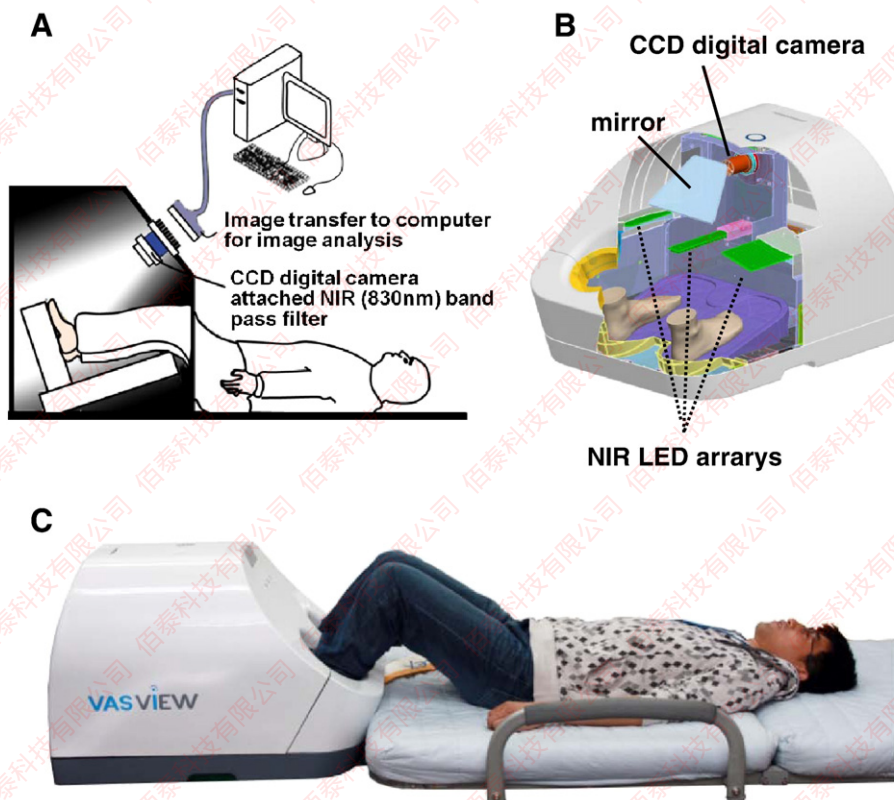 A
B
CCD digital camera
mirror
Image transfer to computer
for image analysis
CCD digital camera
attached NIR (830nm) band
pass filter
NIR LED arrarys
C
VASVIEW
佰泰科技有限公司